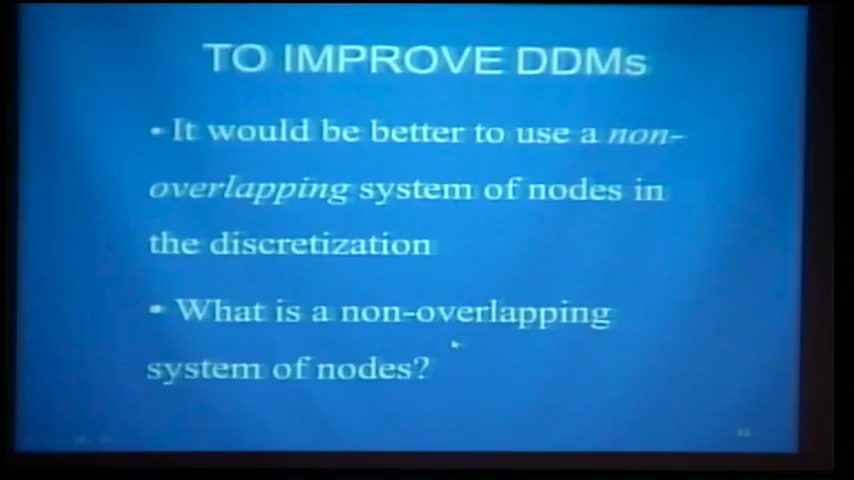 TO IMPROVE DDMs
• It would be better to use a non-
overlapping system of nodes in
the discretization
• What is a non-overlapping
system of nodes?